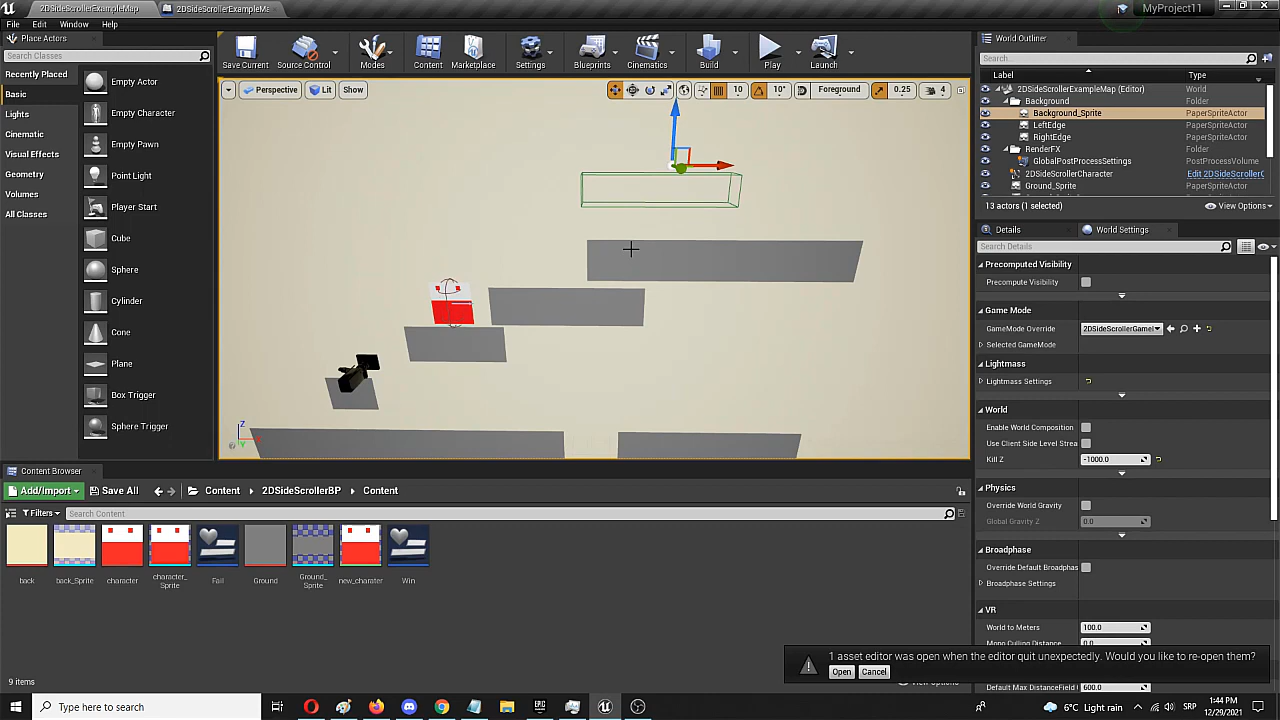 2DSideScrollerExampleMap
2DSideScrollerExampleMa
MyProject11
File Edit Window Help
Place Actors
Search Classes
Recently Placed
Basic
Lights
Cinematic
Visual Effects
Geometry
Volumes
All Classes
Empty Actor
Empty Character
Empty Pawn
Point Light
Player Start
Cube
Sphere
Cylinder
Cone
Plane
Box Trigger
Sphere Trigger
Save Current
Source Control
Modes
Content
Marketplace
Settings
Blueprints
Cinematics
Build
Play
Launch
Perspective
Lit
Show
10
10°
Foreground
0.25
4
Z
Y
World Outliner
Search...
Label
Type
2DSideScrollerExampleMap (Editor) World
Background Folder
Background_Sprite PaperSpriteActor
LeftEdge PaperSpriteActor
RightEdge PaperSpriteActor
RenderFX Folder
GlobalPostProcessSettings PostProcessVolume
2DSideScrollerCharacter Edit 2DSideScrollerC
Ground_Sprite PaperSpriteActor
13 actors (1 selected)
View Options
Details
World Settings
Search Details
Precomputed Visibility
Precompute Visibility
Game Mode
GameMode Override 2DSideScrollerGameI
Selected GameMode
Lightmass
Lightmass Settings
World
Enable World Composition
Use Client Side Level Strea
Kill Z -1000.0
Physics
Override World Gravity
Global Gravity Z 0.0
Broadphase
Override Default Broadphas
Broadphase Settings
VR
World to Meters 100.0
Default Max DistanceField 600.0
Content Browser
Add/Import
Save All
Content
2DSideScrollerBP
Content
Filters
Search Content
back
back_Sprite
character
character_
Sprite
Fail
Ground
Ground_
Sprite
new_charater
Win
9 items
1 asset editor was open when the editor quit unexpectedly. Would you like to re-open them?
Open
Cancel
Type here to search
6°C Light rain
SRP
1:44 PM
12/29/2021